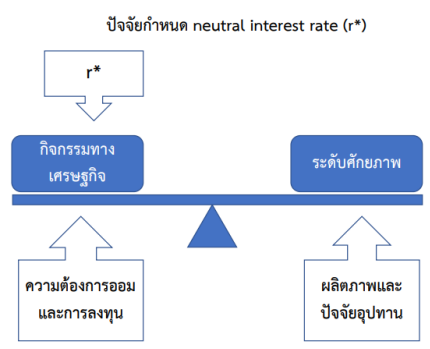 ปัจจัยกำหนด neutral interest rate (r*)
r*
กิจกรรมทาง
เศรษฐกิจ
ระดับศักยภาพ
ความต้องการออม
และการลงทุน
ผลิตภาพและ
ปัจจัยอุปทาน